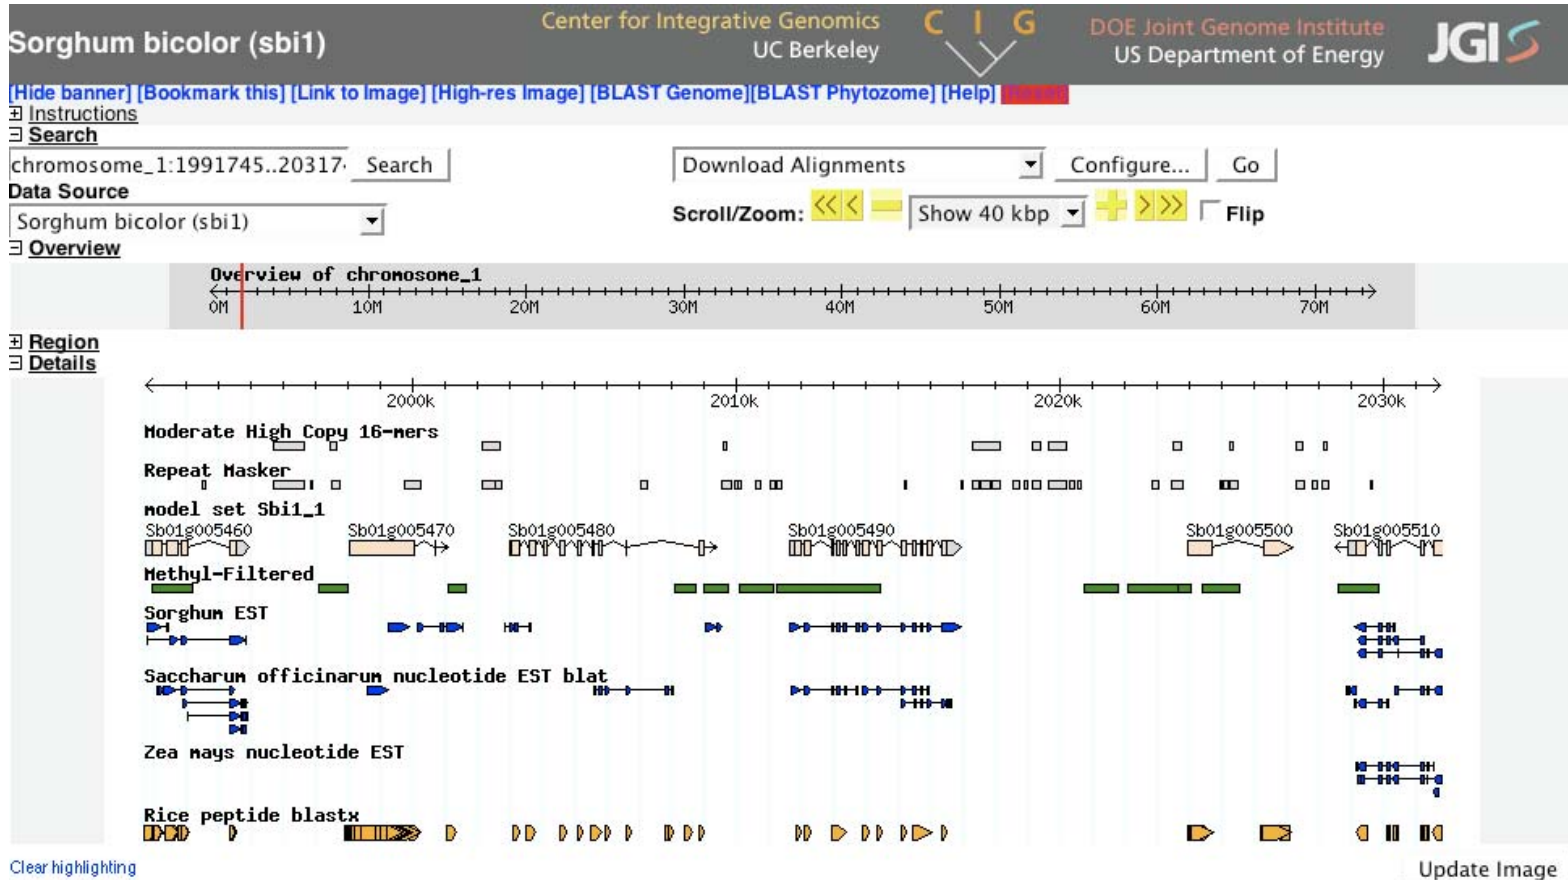 Sorghum bicolor (sbi1)
Center for Integrative Genomics
UC Berkeley
C I G
DOE Joint Genome Institute
US Department of Energy
JGI
[Hide banner] [Bookmark this] [Link to Image] [High-res Image] [BLAST Genome][BLAST Phytozome] [Help] [Reset]
Instructions
Search
chromosome_1:1991745..20317 Search
Download Alignments Configure... Go
Data Source
Sorghum bicolor (sbi1)
Scroll/Zoom: << < Show 40 kbp > >> Flip
Overview
Overview of chromosome_1
0M 10M 20M 30M 40M 50M 60M 70M
Region
Details
2000k 2010k 2020k 2030k
Moderate High Copy 16-mers
Repeat Masker
model set Sbi1_1
Sb01g005460 Sb01g005470 Sb01g005480 Sb01g005490 Sb01g005500 Sb01g005510
Methyl-Filtered
Sorghum EST
Saccharum officinarum nucleotide EST blat
Zea mays nucleotide EST
Rice peptide blastx
Clear highlighting
Update Image